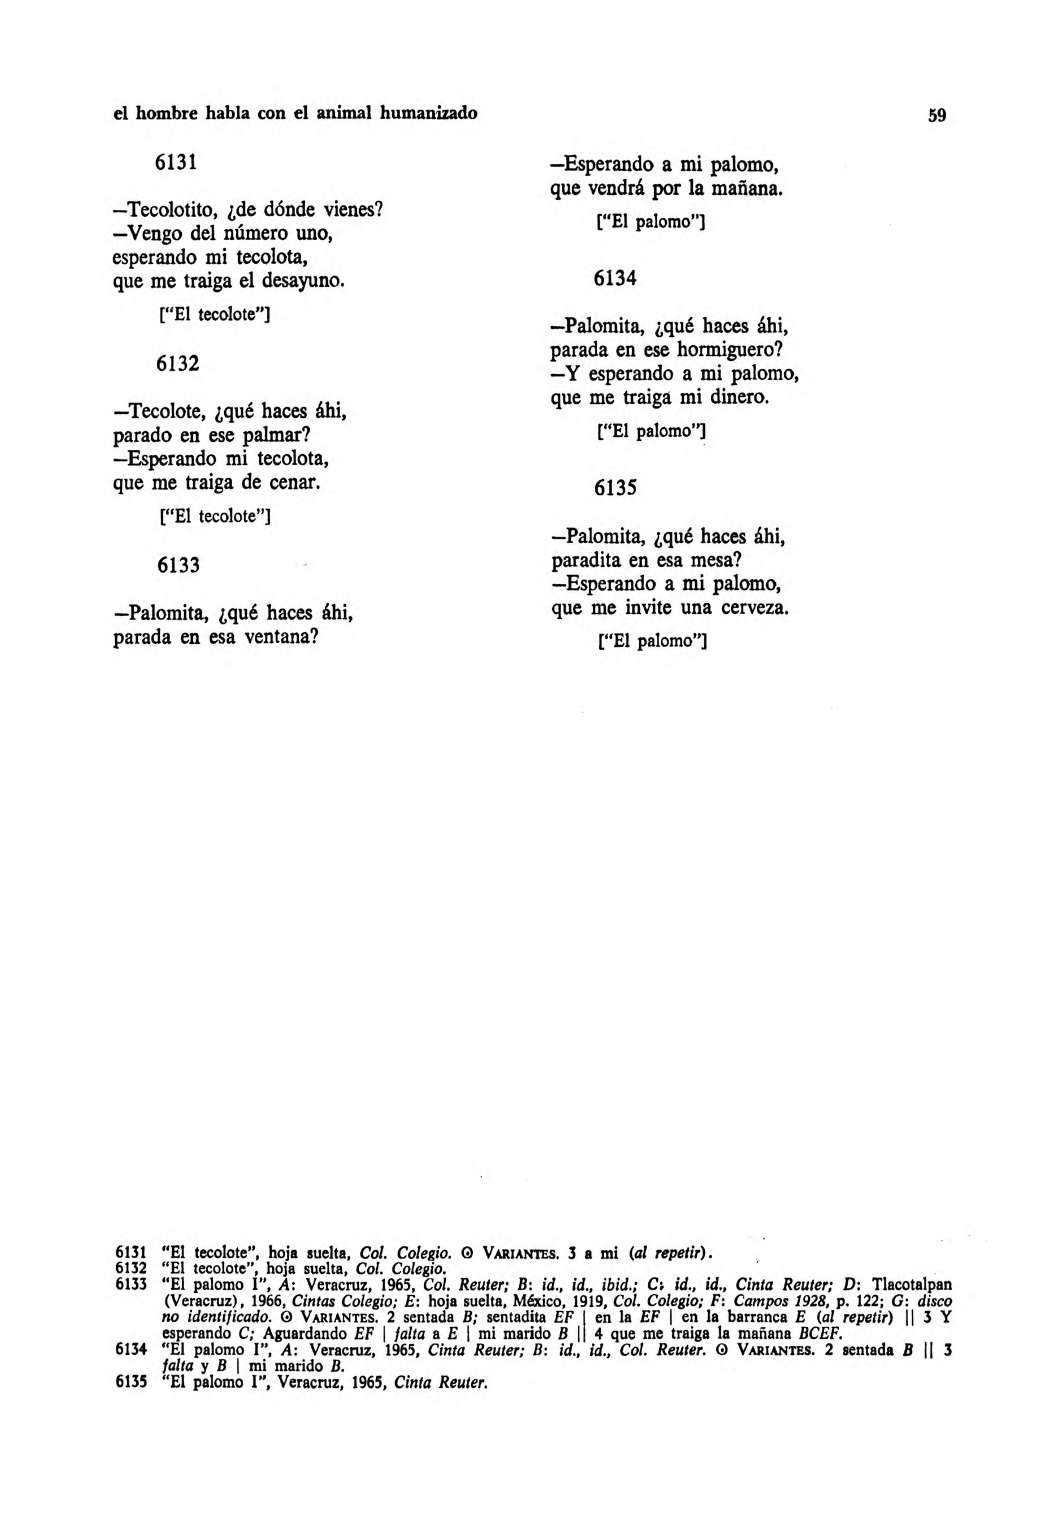 el hombre habla con el animal humanizado 59
6131
—Tecolotito, ¿de dónde vienes?
—Vengo del número uno,
esperando mi tecolota,
que me traiga el desayuno.
["El tecolote"]
6132
—Tecolote, ¿qué haces áhi,
parado en ese palmar?
—Esperando mi tecolota,
que me traiga de cenar.
["El tecolote"]
6133
—Palomita, ¿qué haces áhi,
parada en esa ventana?
—Esperando a mi palomo,
que vendrá por la mañana.
["El palomo"]
6134
—Palomita, ¿qué haces áhi,
parada en ese hormiguero?
—Y esperando a mi palomo,
que me traiga mi dinero.
["El palomo"]
6135
—Palomita, ¿qué haces áhi,
paradita en esa mesa?
—Esperando a mi palomo,
que me invite una cerveza.
["El palomo"]
6131 "El tecolote", hoja suelta, Col. Colegio. ⊙ VARIANTES. 3 a mi (al repetir).
6132 "El tecolote", hoja suelta, Col. Colegio.
6133 "El palomo I", A: Veracruz, 1965, Col. Reuter; B: id., id., ibid.; C: id., id., Cinta Reuter; D: Tlacotalpan
(Veracruz), 1966, Cintas Colegio; E: hoja suelta, México, 1919, Col. Colegio; F: Campos 1928, p. 122; G: disco
no identificado. ⊙ VARIANTES. 2 sentada B; sentadita EF | en la EF | en la barranca E (al repetir) || 3 Y
esperando C; Aguardando EF | falta a E | mi marido B || 4 que me traiga la mañana BCEF.
6134 "El palomo I", A: Veracruz, 1965, Cinta Reuter; B: id., id., Col. Reuter. ⊙ VARIANTES. 2 sentada B || 3
falta y B | mi marido B.
6135 "El palomo I", Veracruz, 1965, Cinta Reuter.